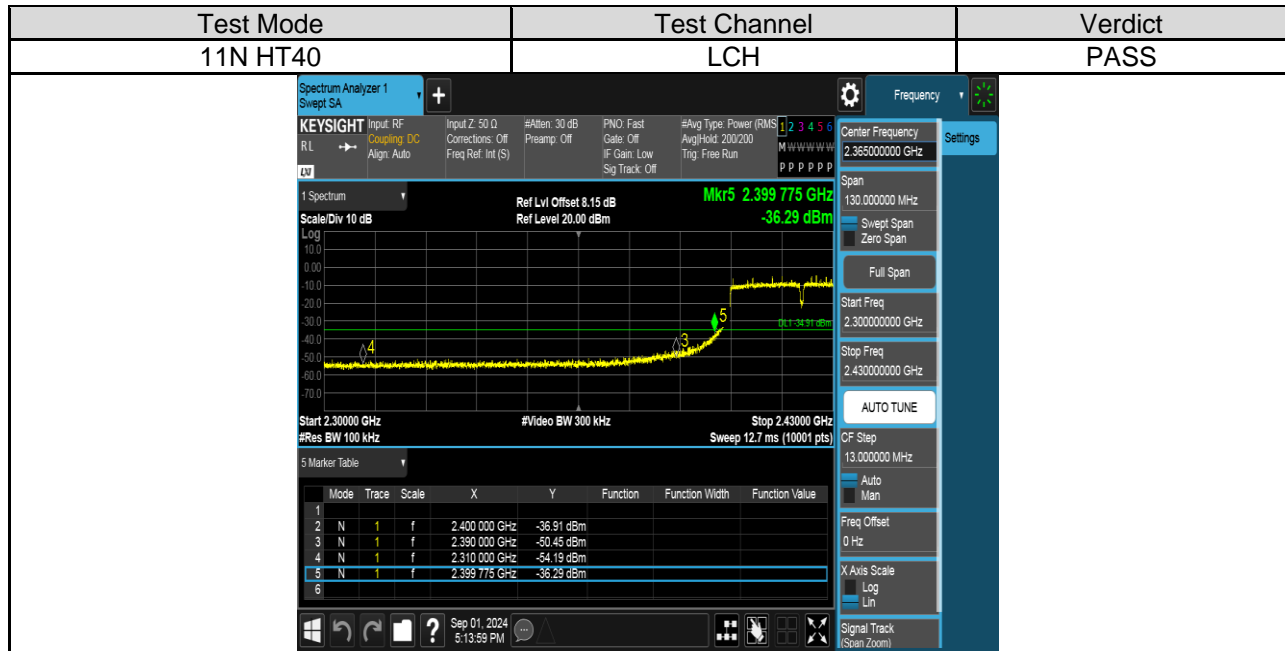 Test Mode Test Channel Verdict
11N HT40 LCH PASS
Spectrum Analyzer 1
Swept SA
+
Frequency
KEYSIGHT Input: RF Input Z: 50 Ω #Atten: 30 dB PNO: Fast #Avg Type: Power (RMS 1 2 3 4 5 6
RL Coupling: DC Corrections: Off Preamp: Off Gate: Off Avg|Hold: 200/200 M W W W W W
Align: Auto Freq Ref: Int (S) IF Gain: Low Trig: Free Run
LXI Sig Track: Off P P P P P P
1 Spectrum
Ref Lvl Offset 8.15 dB Mkr5 2.399 775 GHz
Scale/Div 10 dB Ref Level 20.00 dBm -36.29 dBm
Log
10.0
0.00
-10.0
-20.0
-30.0
-40.0
-50.0
-60.0
-70.0
5
DL1 -34.91 dBm
3
4
Start 2.30000 GHz #Video BW 300 kHz Stop 2.43000 GHz
#Res BW 100 kHz Sweep 12.7 ms (10001 pts)
5 Marker Table
Mode Trace Scale X Y Function Function Width Function Value
1
2 N 1 f 2.400 000 GHz -36.91 dBm
3 N 1 f 2.390 000 GHz -50.45 dBm
4 N 1 f 2.310 000 GHz -54.19 dBm
5 N 1 f 2.399 775 GHz -36.29 dBm
6
? Sep 01, 2024
5:13:59 PM
Settings
Center Frequency
2.365000000 GHz
Span
130.000000 MHz
Swept Span
Zero Span
Full Span
Start Freq
2.300000000 GHz
Stop Freq
2.430000000 GHz
AUTO TUNE
CF Step
13.000000 MHz
Auto
Man
Freq Offset
0 Hz
X Axis Scale
Log
Lin
Signal Track
(Span Zoom)